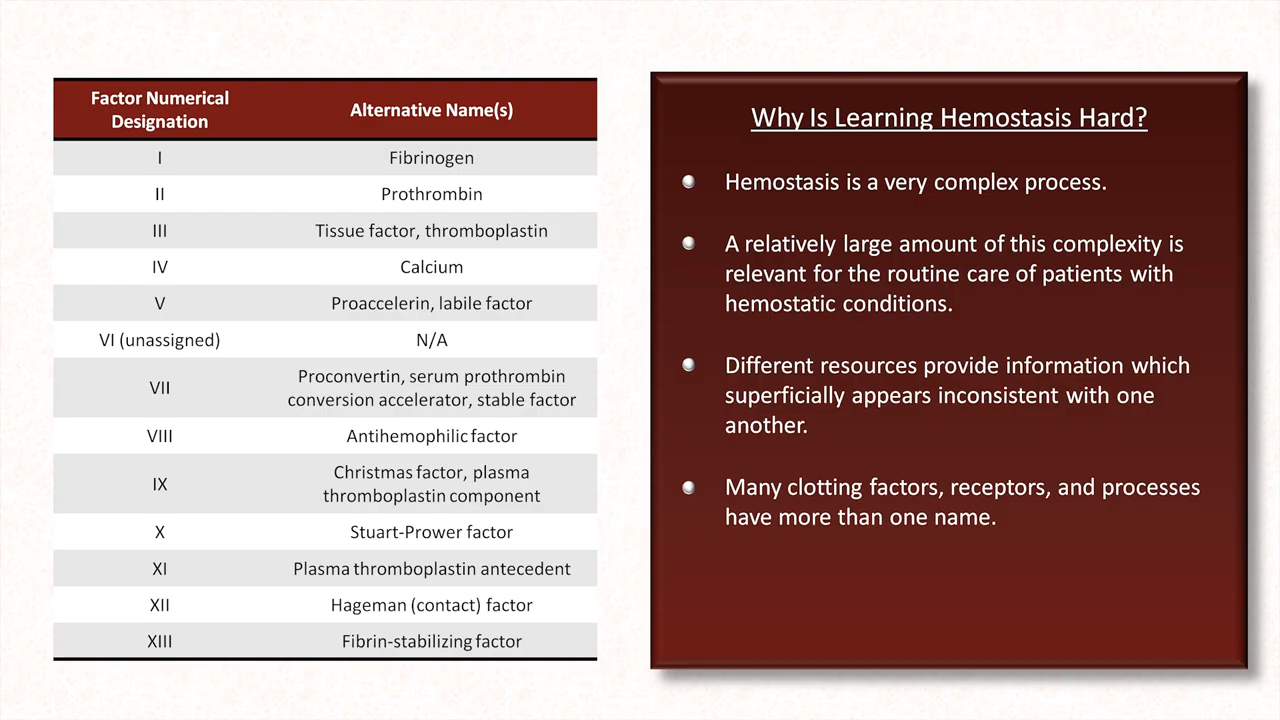 Factor Numerical Designation Alternative Name(s)
I Fibrinogen
II Prothrombin
III Tissue factor, thromboplastin
IV Calcium
V Proaccelerin, labile factor
VI (unassigned) N/A
VII Proconvertin, serum prothrombin
conversion accelerator, stable factor
VIII Antihemophilic factor
IX Christmas factor, plasma
thromboplastin component
X Stuart-Prower factor
XI Plasma thromboplastin antecedent
XII Hageman (contact) factor
XIII Fibrin-stabilizing factor
Why Is Learning Hemostasis Hard?
Hemostasis is a very complex process.
A relatively large amount of this complexity is
relevant for the routine care of patients with
hemostatic conditions.
Different resources provide information which
superficially appears inconsistent with one
another.
Many clotting factors, receptors, and processes
have more than one name.